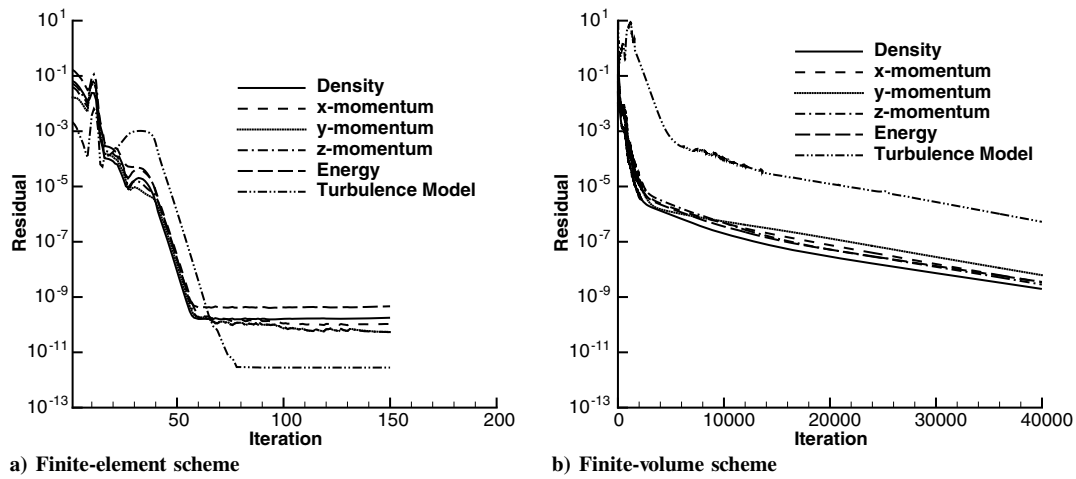 10^1
10^-1
10^-3
10^-5
10^-7
10^-9
10^-11
10^-13
Residual
50
100
150
200
Iteration
Density
x-momentum
y-momentum
z-momentum
Energy
Turbulence Model
a) Finite-element scheme
10^1
10^-1
10^-3
10^-5
10^-7
10^-9
10^-11
10^-13
Residual
0
10000
20000
30000
40000
Iteration
Density
x-momentum
y-momentum
z-momentum
Energy
Turbulence Model
b) Finite-volume scheme